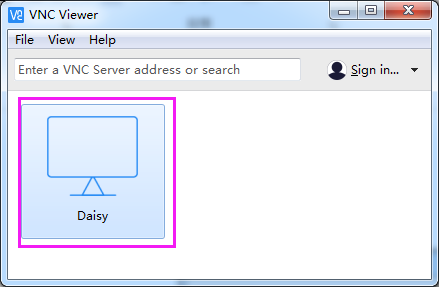 VNC Viewer
File View Help
Enter a VNC Server address or search
Sign in...
Daisy